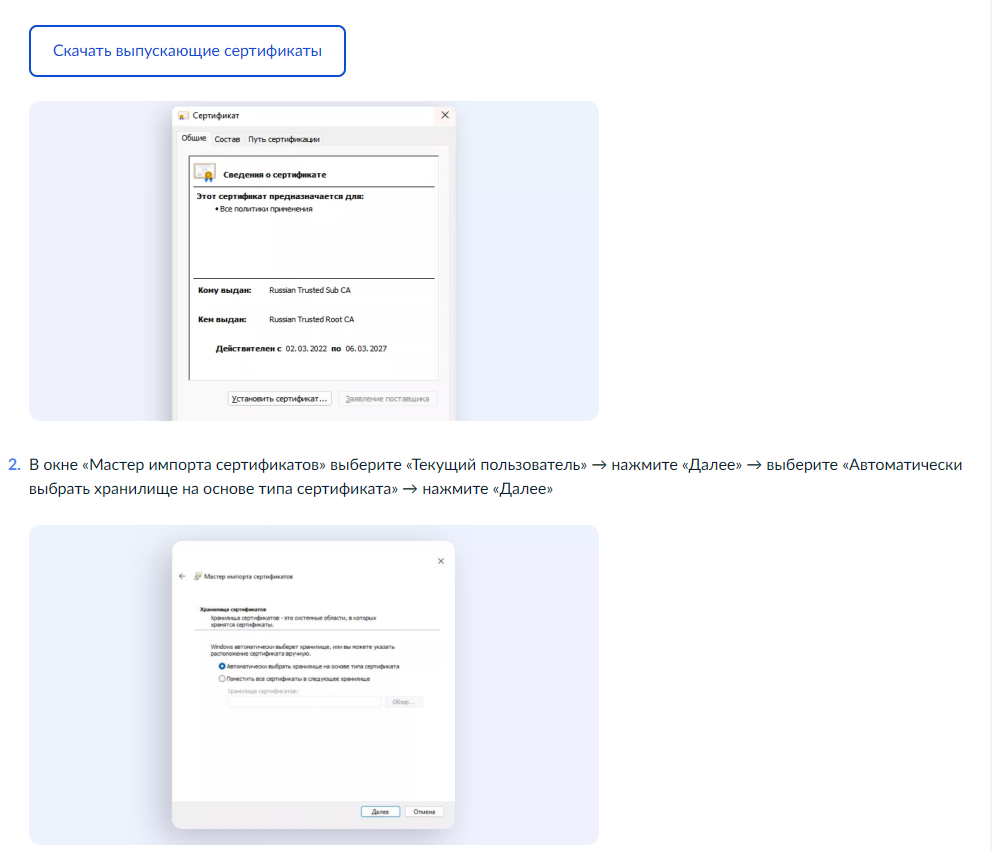 Скачать выпускающие сертификаты
Сертификат
Общие Состав Путь сертификации
Сведения о сертификате
Этот сертификат предназначается для:
• Все политики применения
Кому выдан: Russian Trusted Sub CA
Кем выдан: Russian Trusted Root CA
Действителен с 02.03.2022 по 06.03.2027
Установить сертификат... Заявление поставщика
2. В окне «Мастер импорта сертификатов» выберите «Текущий пользователь» → нажмите «Далее» → выберите «Автоматически
выбрать хранилище на основе типа сертификата» → нажмите «Далее»
Мастер импорта сертификатов
Хранилище сертификатов
Хранилища сертификатов - это системные области, в которых
хранятся сертификаты.
Windows автоматически выберет хранилище, или вы можете указать
расположение сертификата вручную.
Автоматически выбрать хранилище на основе типа сертификата
Поместить все сертификаты в следующее хранилище
Хранилище сертификатов:
Обзор...
Далее Отмена